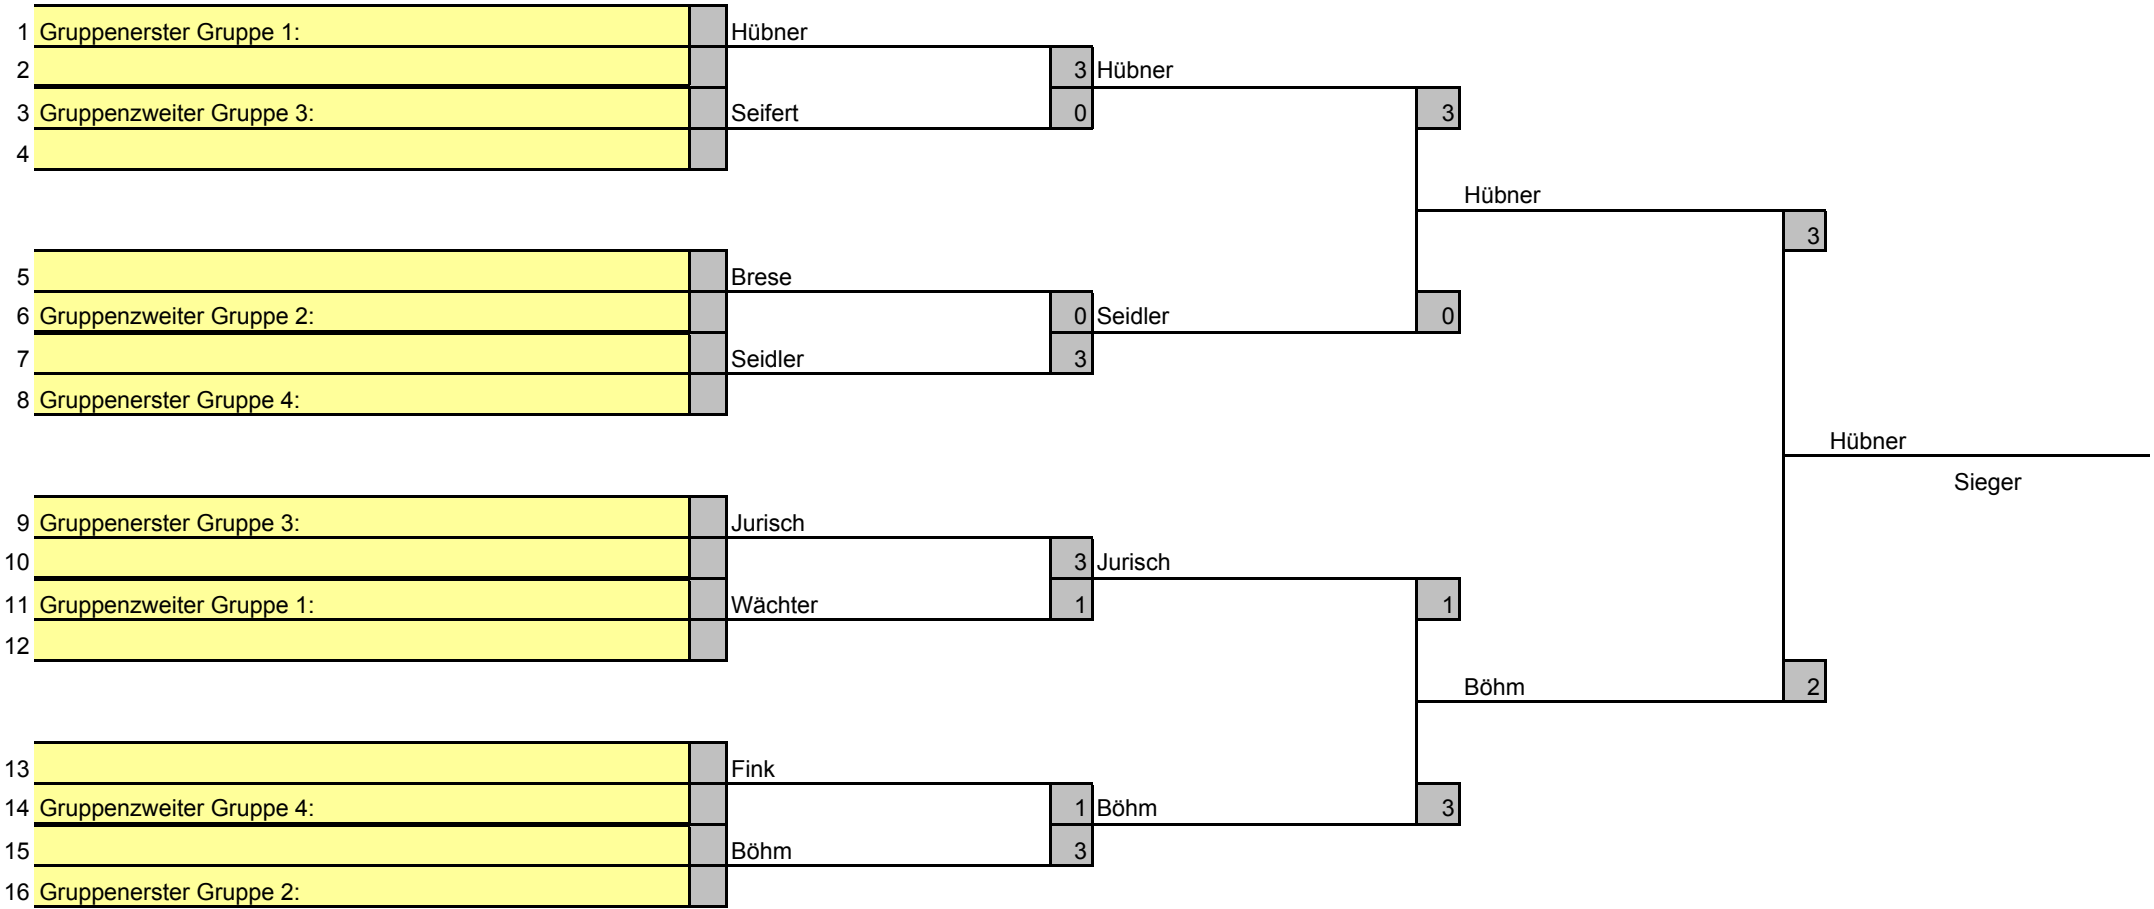 1 Gruppenerster Gruppe 1: Hübner
2 3 Hübner
3 Gruppenzweiter Gruppe 3: Seifert 0 3
4
Hübner
3
5 Brese
6 Gruppenzweiter Gruppe 2: 0 Seidler 0
7 Seidler 3
8 Gruppenerster Gruppe 4:
Hübner
Sieger
9 Gruppenerster Gruppe 3: Jurisch
10 3 Jurisch
11 Gruppenzweiter Gruppe 1: Wächter 1 1
12
Böhm 2
13 Fink
14 Gruppenzweiter Gruppe 4: 1 Böhm 3
15 Böhm 3
16 Gruppenerster Gruppe 2: